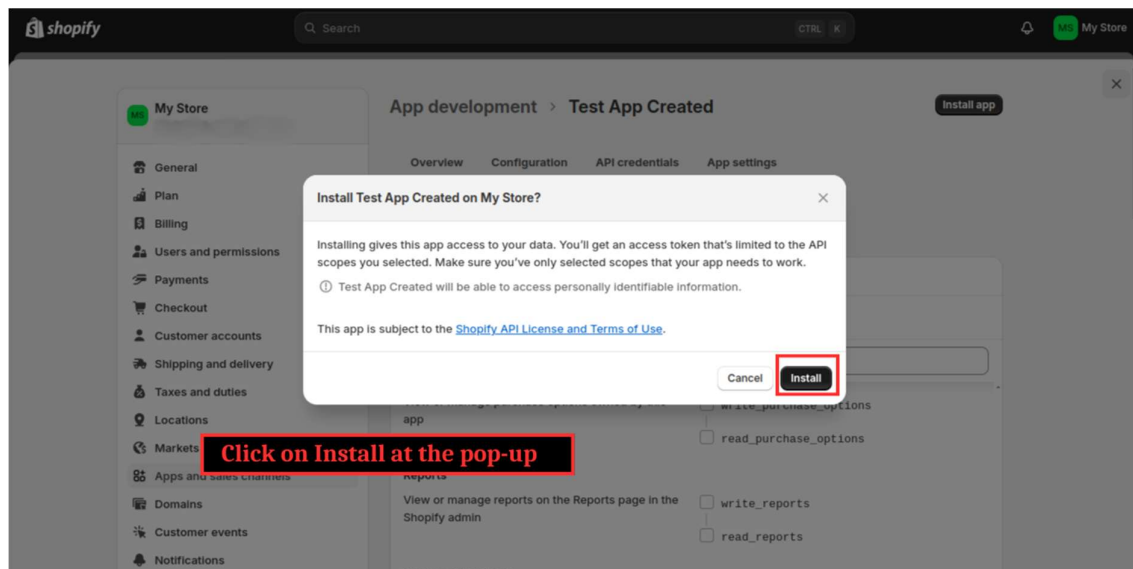 shopify
Search
CTRL K
MS My Store
MS My Store
App development > Test App Created
Install app
General
Plan
Billing
Users and permissions
Payments
Checkout
Customer accounts
Shipping and delivery
Taxes and duties
Locations
Markets
Apps and sales channels
Domains
Customer events
Notifications
Overview Configuration API credentials App settings
Install Test App Created on My Store?
Installing gives this app access to your data. You'll get an access token that's limited to the API
scopes you selected. Make sure you've only selected scopes that your app needs to work.
Test App Created will be able to access personally identifiable information.
This app is subject to the Shopify API License and Terms of Use.
Cancel Install
Click on Install at the pop-up
app
write_purchase_options
read_purchase_options
Reports
View or manage reports on the Reports page in the
Shopify admin
write_reports
read_reports